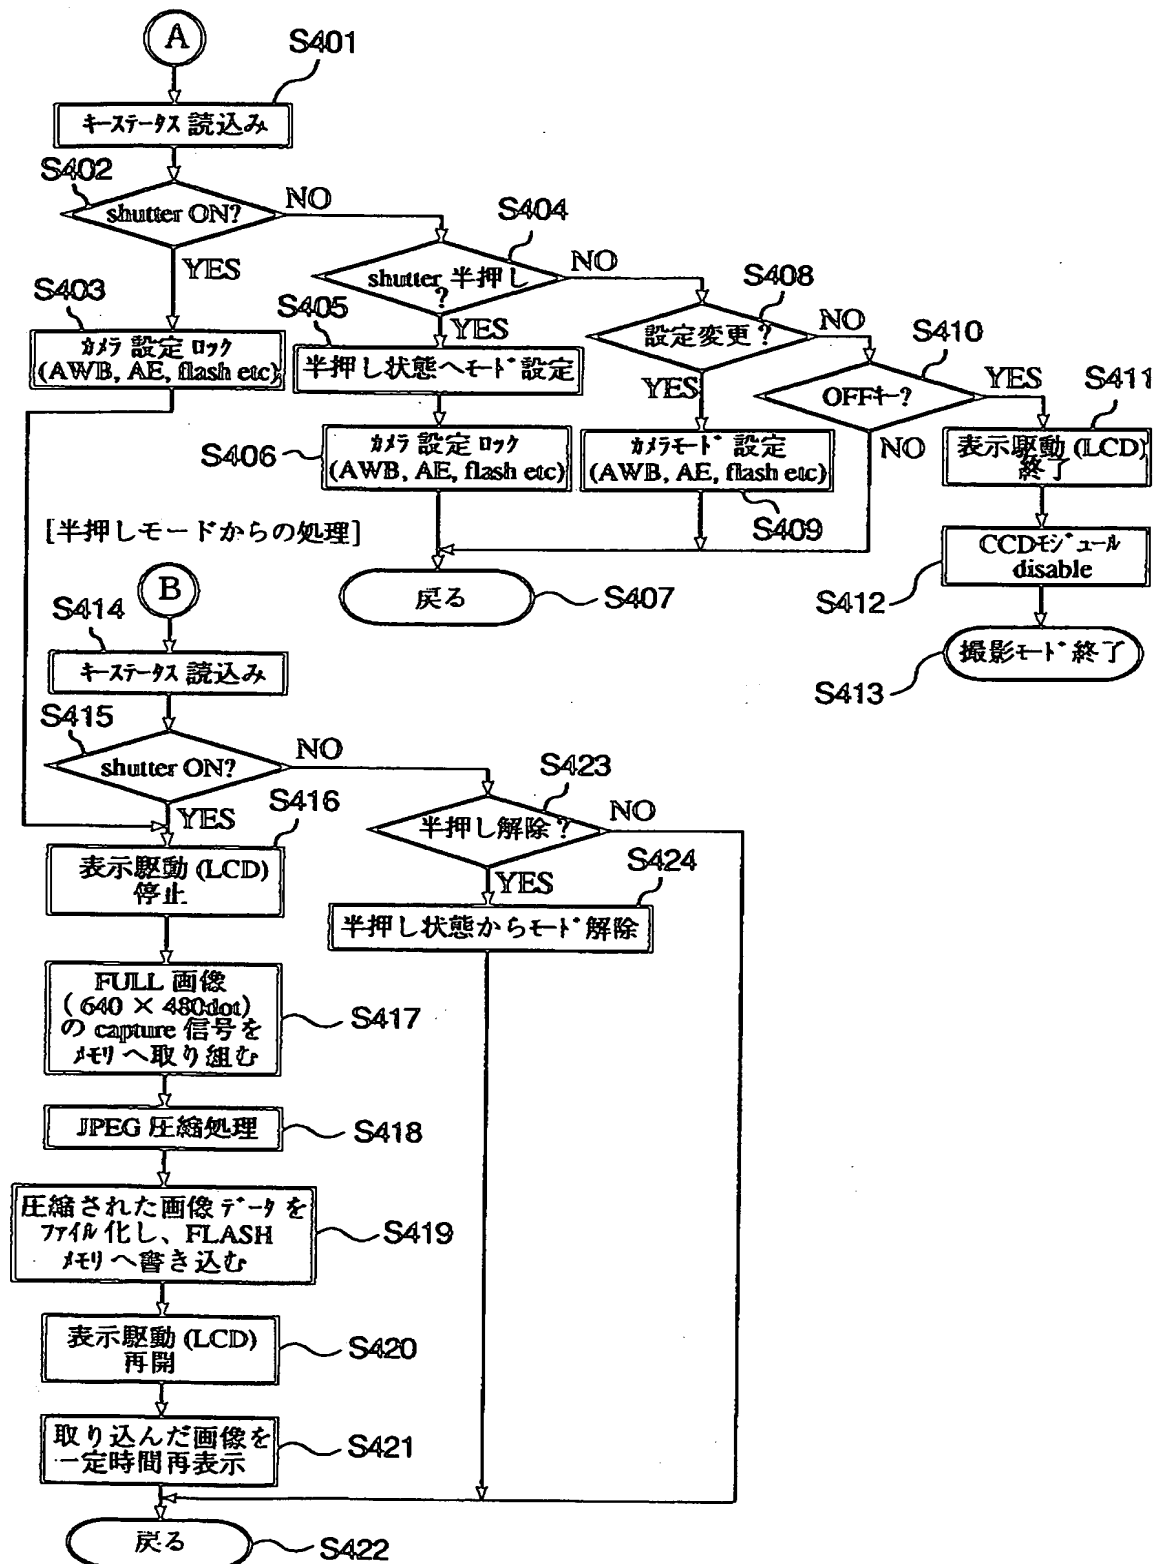 A
S401
キーステータス 読込み
S402
shutter ON?
NO
YES
S403
カメラ 設定 ロック
(AWB, AE, flash etc)
S404
shutter 半押し
?
NO
YES
S405
半押し状態へモード設定
S406
カメラ 設定 ロック
(AWB, AE, flash etc)
S408
設定変更?
NO
YES
カメラモード 設定
(AWB, AE, flash etc)
S409
S410
OFFキー?
YES
NO
S411
表示駆動 (LCD)
終了
CCDモジュール
disable
S412
撮影モード 終了
S413
戻る
S407
[半押しモードからの処理]
B
S414
キーステータス 読込み
S415
shutter ON?
NO
YES
S416
表示駆動 (LCD)
停止
S423
半押し解除?
NO
YES
S424
半押し状態からモード 解除
FULL 画像
(640 × 480dot)
の capture 信号を
メモリへ取り組む
S417
JPEG 圧縮処理
S418
圧縮された画像データを
ファイル化し、FLASH
メモリへ書き込む
S419
表示駆動 (LCD)
再開
S420
取り込んだ画像を
一定時間再表示
S421
戻る
S422